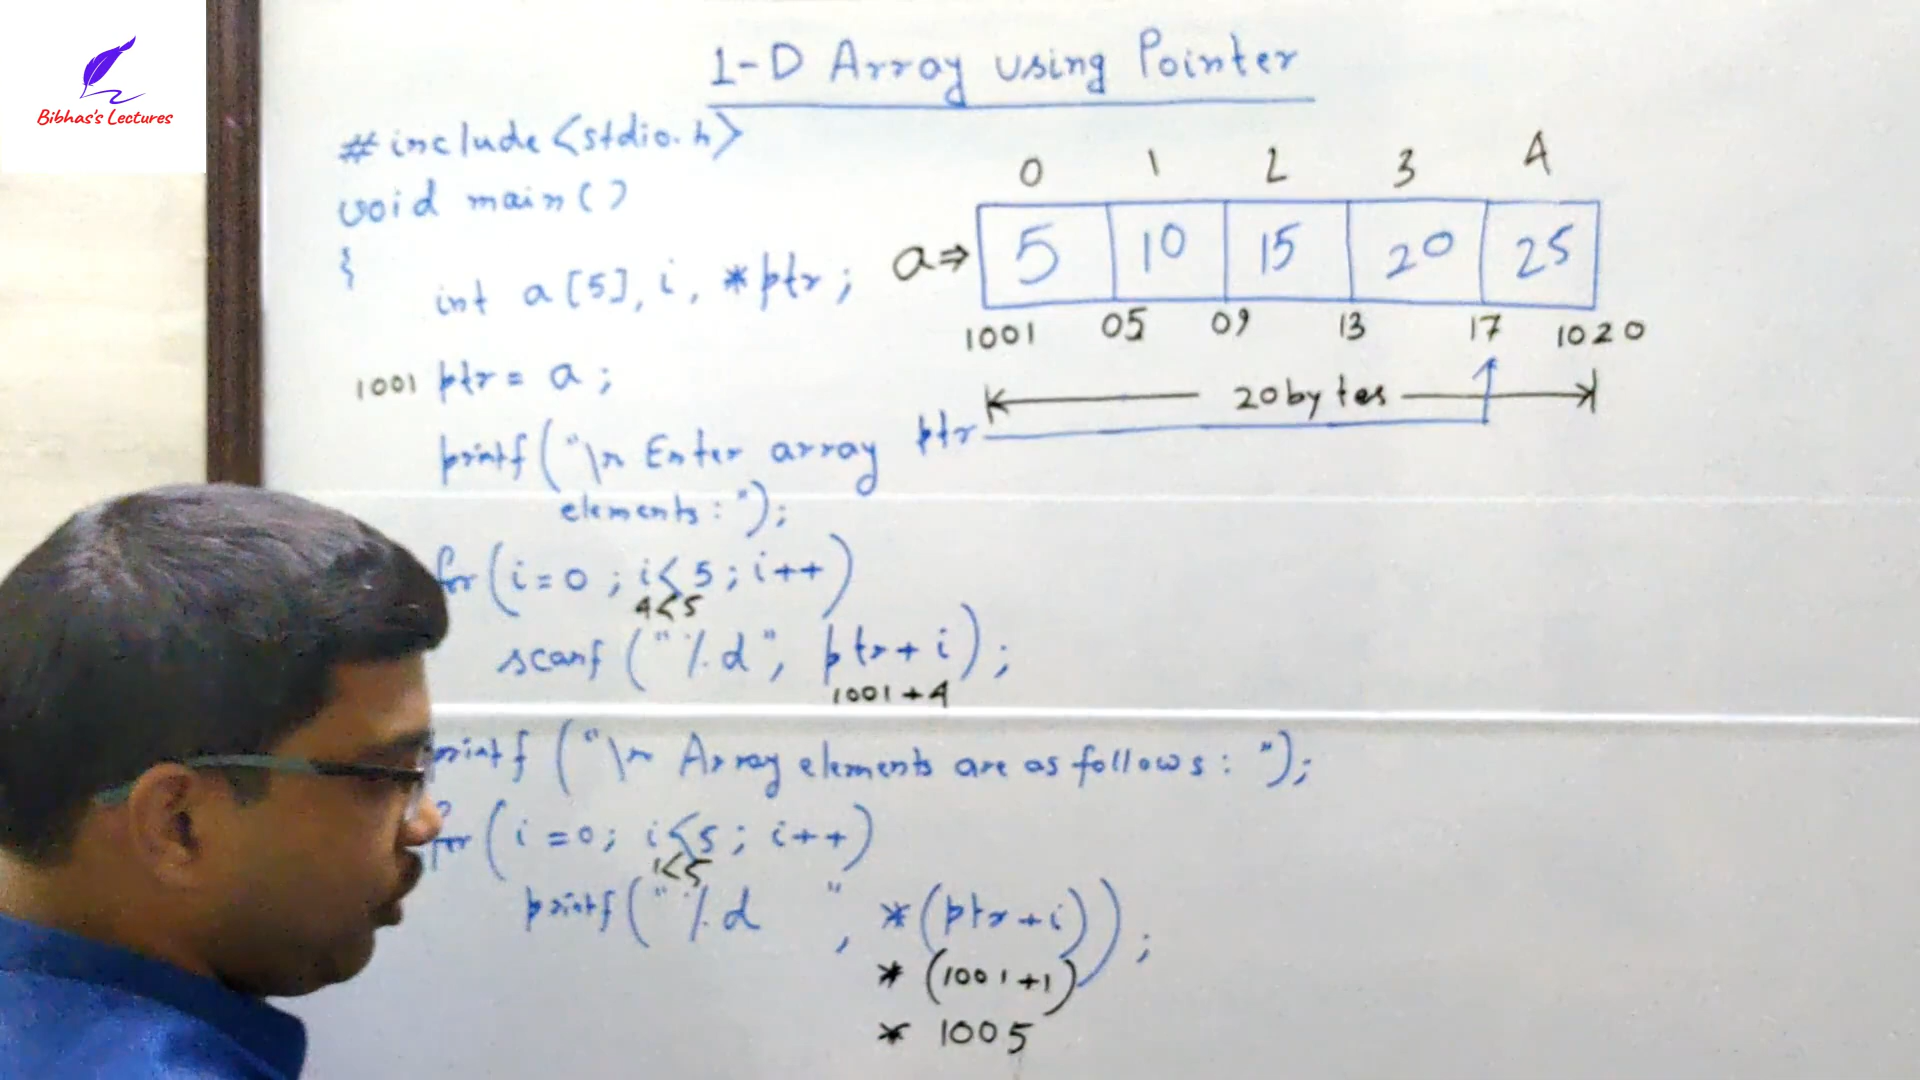 Bibhas's Lectures
1-D Array using Pointer
#include <stdio.h>
void main()
{
int a[5], i, *ptr;
1001 ptr = a;
printf("\n Enter array
elements: ");
for(i=0; i<5; i++)
4<5
scanf("%d", ptr+i);
1001+4
printf("\n Array elements are as follows: ");
for(i=0; i<5; i++)
1<5
printf("%d ", *(ptr+i));
*(1001+1)
* 1005
0 1 2 3 4
a⇒ 5 10 15 20 25
1001 05 09 13 17 1020
20bytes
ptr